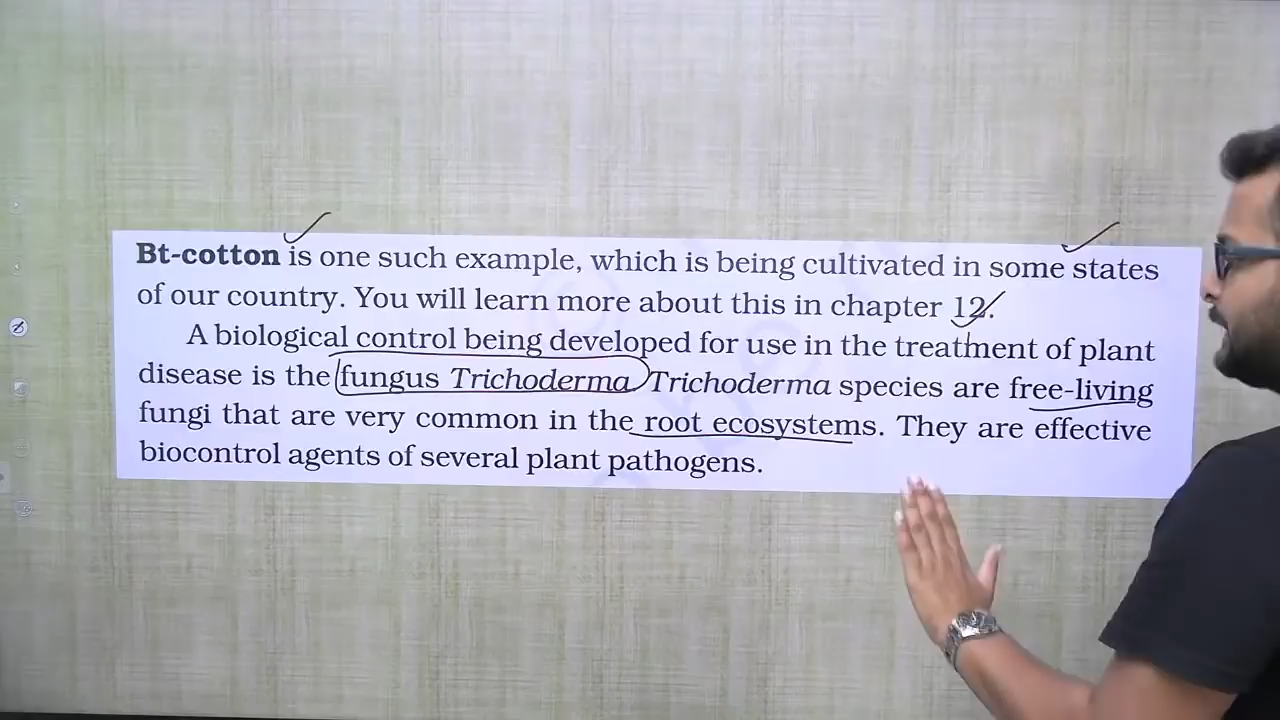 Bt-cotton is one such example, which is being cultivated in some states
of our country. You will learn more about this in chapter 12.
A biological control being developed for use in the treatment of plant
disease is the fungus Trichoderma. Trichoderma species are free-living
fungi that are very common in the root ecosystems. They are effective
biocontrol agents of several plant pathogens.